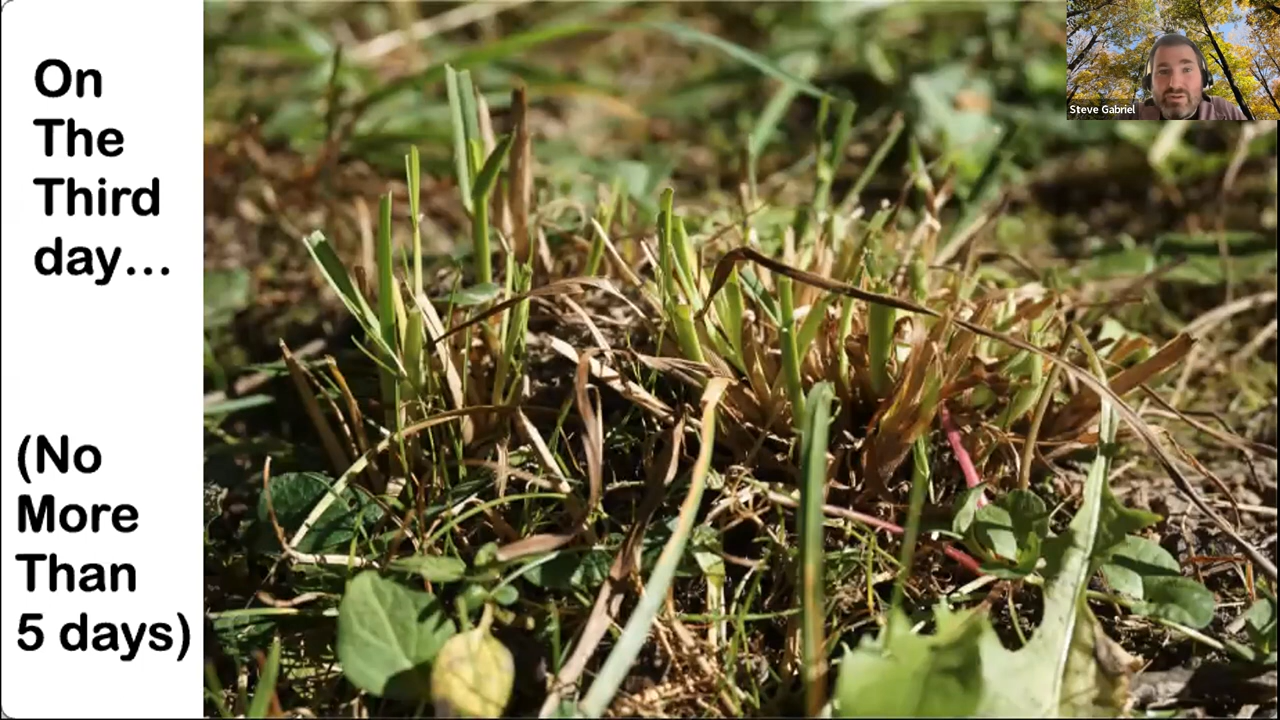 On
The
Third
day...
(No
More
Than
5 days)
Steve Gabriel